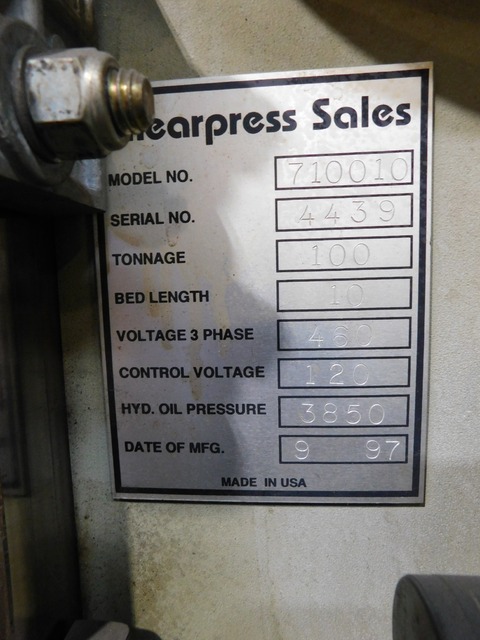 earpress Sales
MODEL NO. 710010
SERIAL NO. 4439
TONNAGE 100
BED LENGTH 10
VOLTAGE 3 PHASE 460
CONTROL VOLTAGE 120
HYD. OIL PRESSURE 3850
DATE OF MFG. 9 97
MADE IN USA